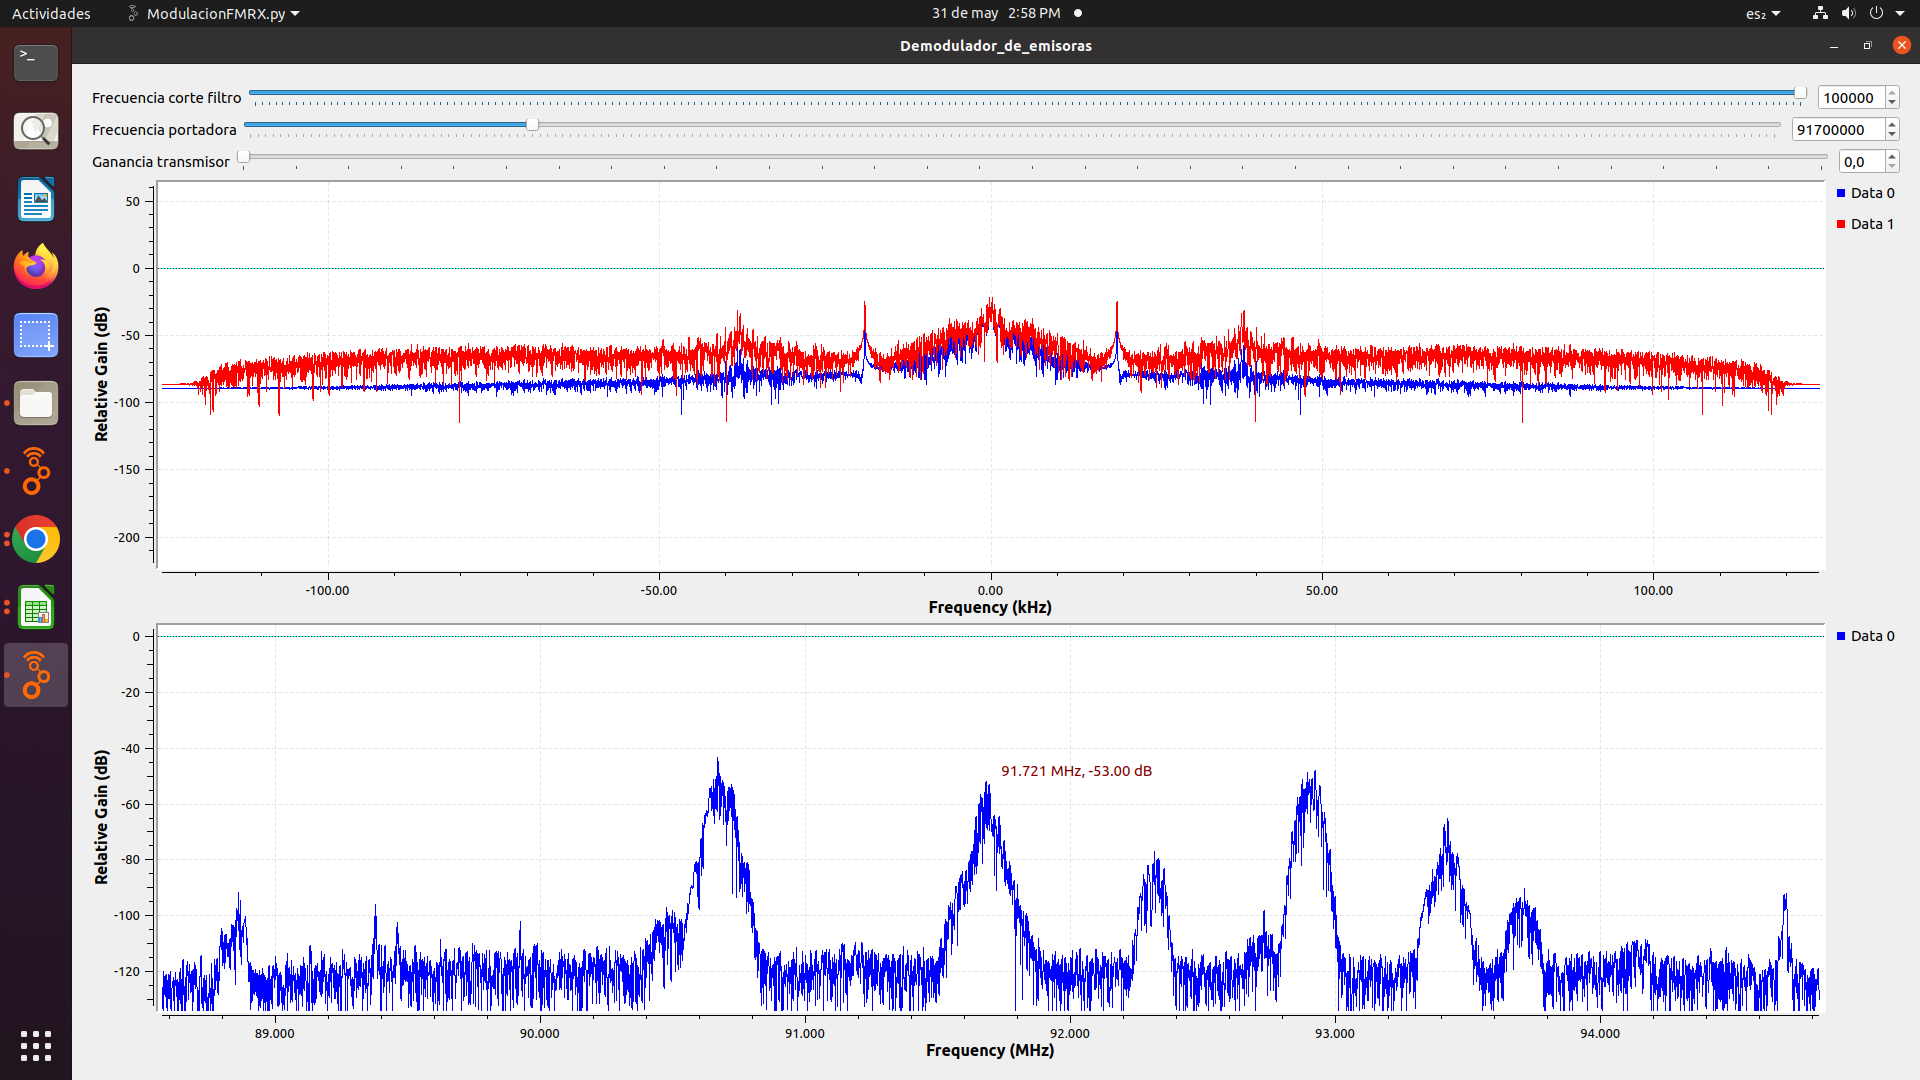 Actividades ModulacionFMRX.py 31 de may 2:58 PM es₂
Demodulador_de_emisoras
Frecuencia corte filtro 100000
Frecuencia portadora 91700000
Ganancia transmisor 0,0
Data 0
Data 1
Relative Gain (dB)
50
0
-50
-100
-150
-200
-100.00 -50.00 0.00 50.00 100.00
Frequency (kHz)
Data 0
Relative Gain (dB)
0
-20
-40
-60
-80
-100
-120
91.721 MHz, -53.00 dB
89.000 90.000 91.000 92.000 93.000 94.000
Frequency (MHz)